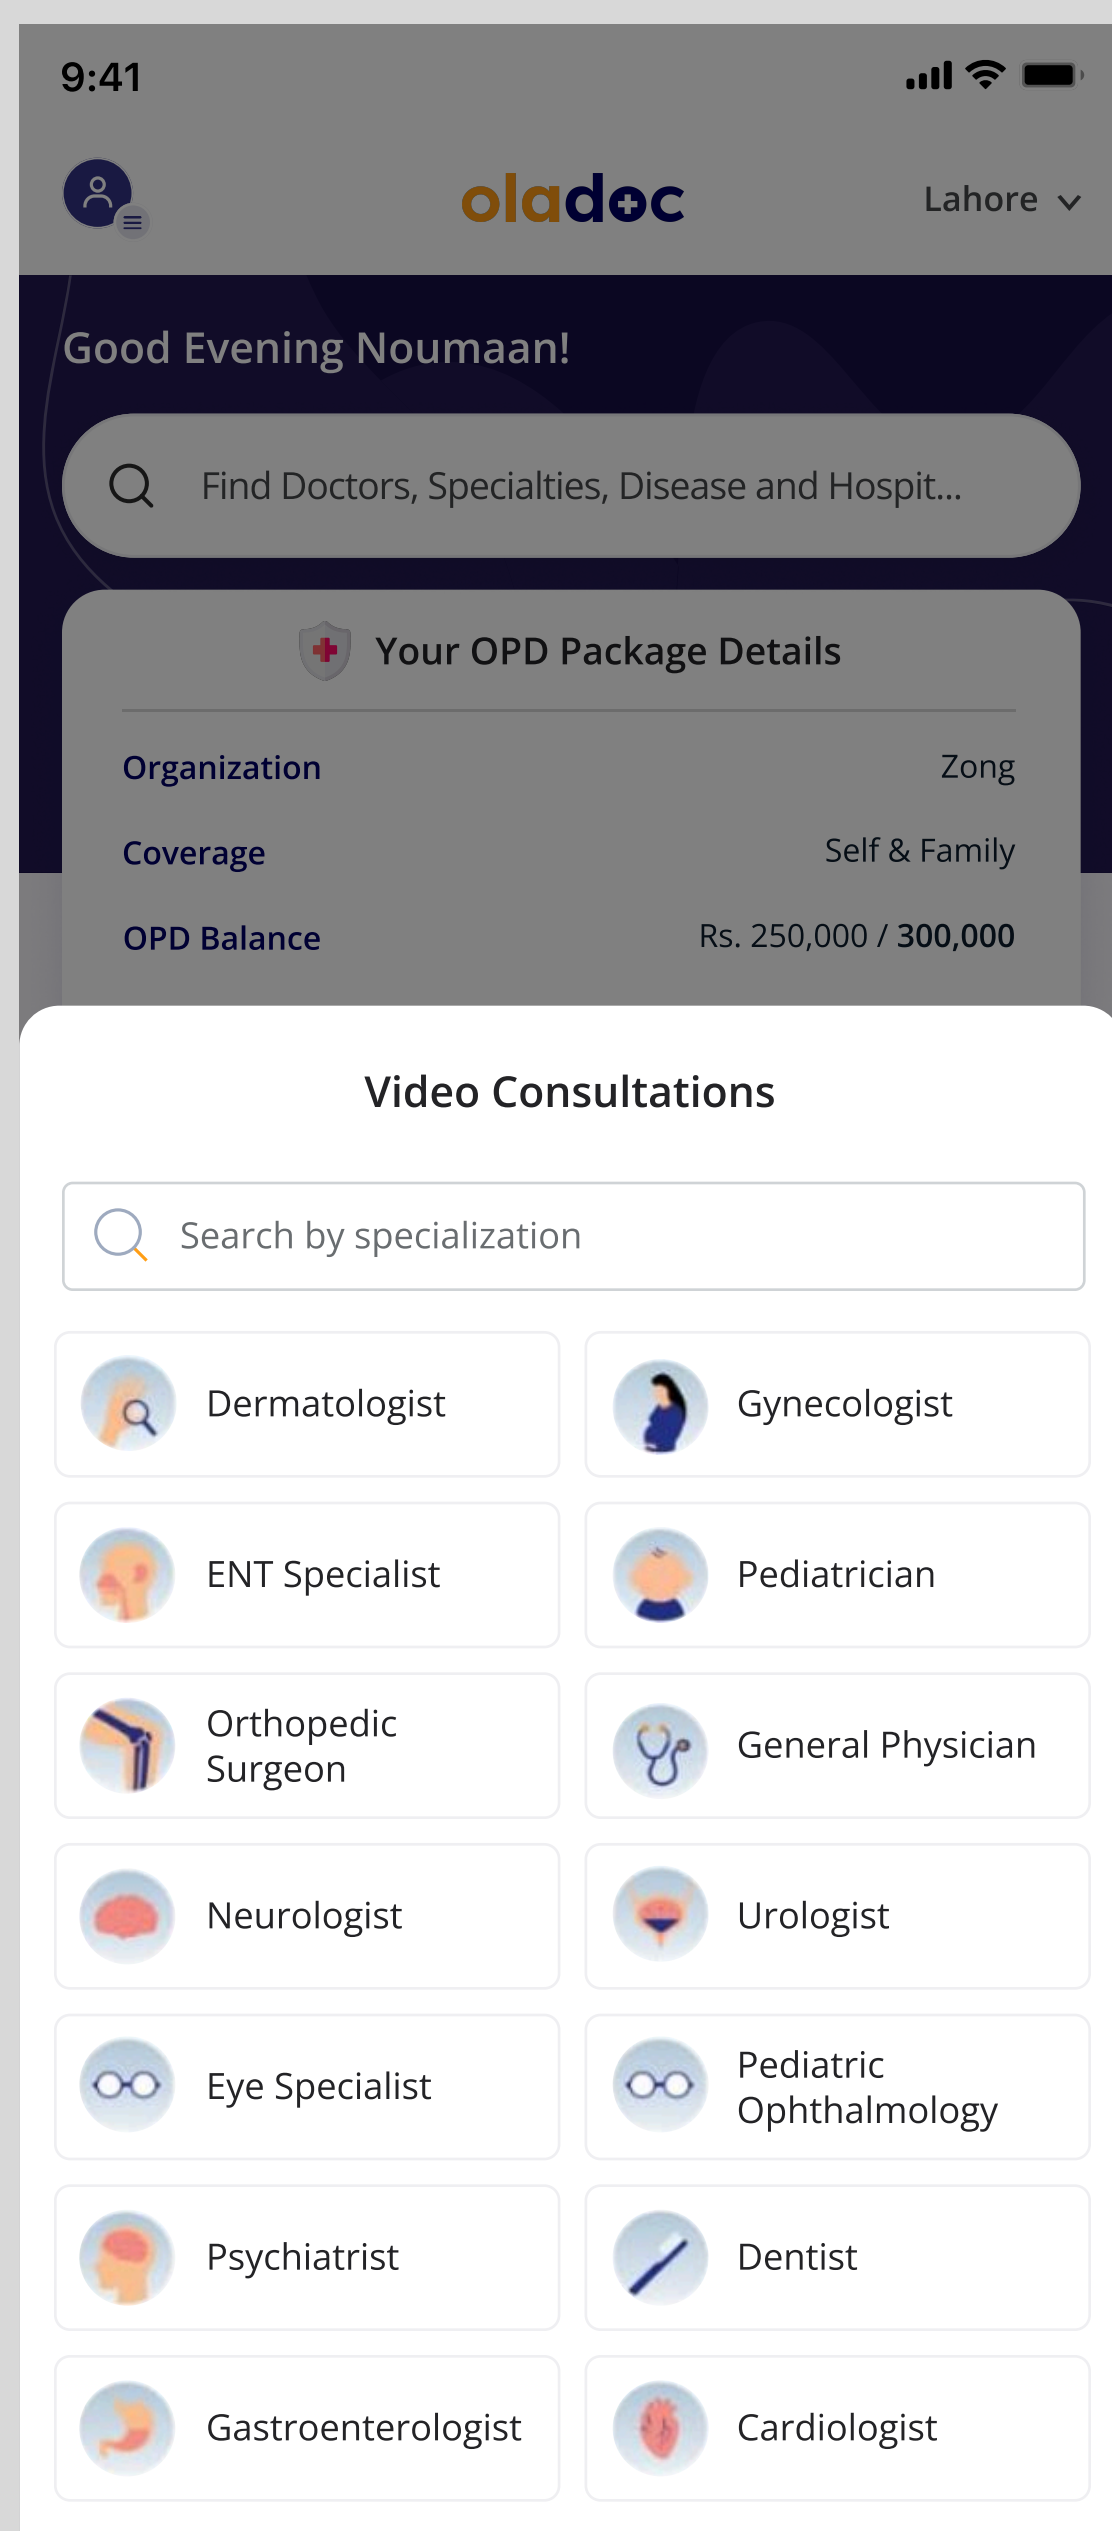 9:41
oladoc
Lahore
Good Evening Noumaan!
Find Doctors, Specialties, Disease and Hospit...
Your OPD Package Details
Organization Zong
Coverage Self & Family
OPD Balance Rs. 250,000 / 300,000
Video Consultations
Search by specialization
Dermatologist
Gynecologist
ENT Specialist
Pediatrician
Orthopedic
Surgeon
General Physician
Neurologist
Urologist
Eye Specialist
Pediatric
Ophthalmology
Psychiatrist
Dentist
Gastroenterologist
Cardiologist